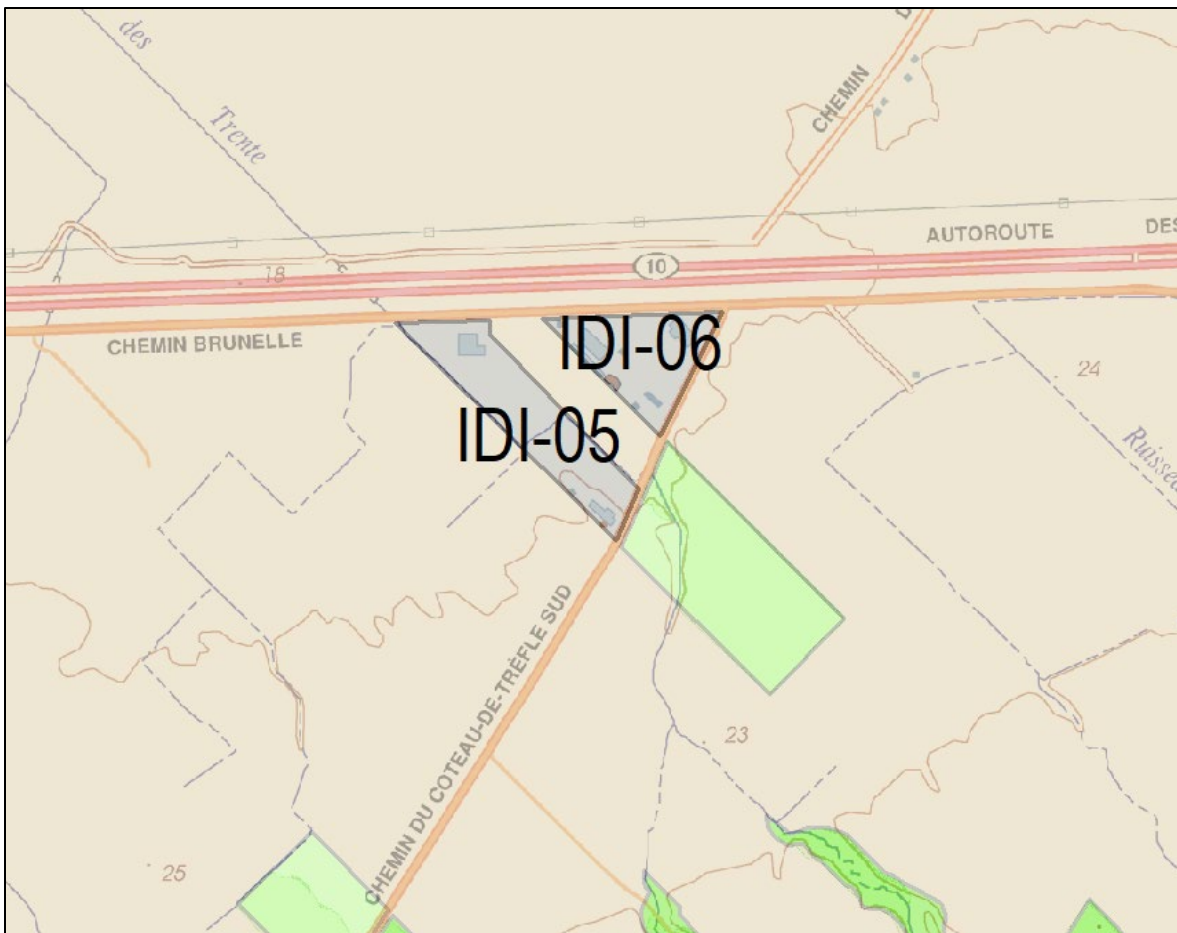 des
Trente
CHEMIN
AUTOROUTE
DES
10
18
CHEMIN BRUNELLE
IDI-06
IDI-05
24
CHEMIN DU COTEAU-DE-TRÈFLE SUD
23
25